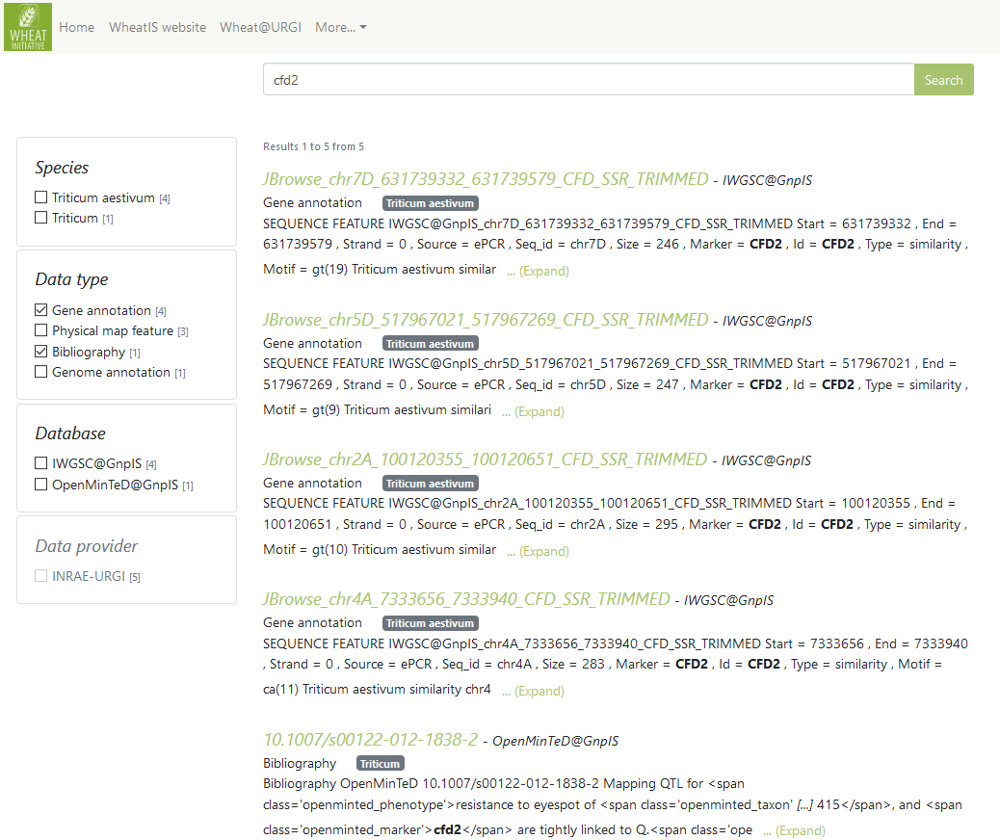 WHEAT
INITIATIVE
Home WheatIS website Wheat@URGI More...
cfd2
Search
Species
Triticum aestivum [4]
Triticum [1]
Data type
Gene annotation [4]
Physical map feature [3]
Bibliography [1]
Genome annotation [1]
Database
IWGSC@GnpIS [4]
OpenMinTeD@GnpIS [1]
Data provider
INRAE-URGI [5]
Results 1 to 5 from 5
JBrowse_chr7D_631739332_631739579_CFD_SSR_TRIMMED - IWGSC@GnpIS
Gene annotation Triticum aestivum
SEQUENCE FEATURE IWGSC@GnpIS_chr7D_631739332_631739579_CFD_SSR_TRIMMED Start = 631739332 , End =
631739579 , Strand = 0 , Source = ePCR , Seq_id = chr7D , Size = 246 , Marker = CFD2 , Id = CFD2 , Type = similarity ,
Motif = gt(19) Triticum aestivum similar ... (Expand)
JBrowse_chr5D_517967021_517967269_CFD_SSR_TRIMMED - IWGSC@GnpIS
Gene annotation Triticum aestivum
SEQUENCE FEATURE IWGSC@GnpIS_chr5D_517967021_517967269_CFD_SSR_TRIMMED Start = 517967021 , End =
517967269 , Strand = 0 , Source = ePCR , Seq_id = chr5D , Size = 247 , Marker = CFD2 , Id = CFD2 , Type = similarity ,
Motif = gt(9) Triticum aestivum similari ... (Expand)
JBrowse_chr2A_100120355_100120651_CFD_SSR_TRIMMED - IWGSC@GnpIS
Gene annotation Triticum aestivum
SEQUENCE FEATURE IWGSC@GnpIS_chr2A_100120355_100120651_CFD_SSR_TRIMMED Start = 100120355 , End =
100120651 , Strand = 0 , Source = ePCR , Seq_id = chr2A , Size = 295 , Marker = CFD2 , Id = CFD2 , Type = similarity ,
Motif = gt(10) Triticum aestivum similar ... (Expand)
JBrowse_chr4A_7333656_7333940_CFD_SSR_TRIMMED - IWGSC@GnpIS
Gene annotation Triticum aestivum
SEQUENCE FEATURE IWGSC@GnpIS_chr4A_7333656_7333940_CFD_SSR_TRIMMED Start = 7333656 , End = 7333940
, Strand = 0 , Source = ePCR , Seq_id = chr4A , Size = 283 , Marker = CFD2 , Id = CFD2 , Type = similarity , Motif =
ca(11) Triticum aestivum similarity chr4 ... (Expand)
10.1007/s00122-012-1838-2 - OpenMinTeD@GnpIS
Bibliography Triticum
Bibliography OpenMinTeD 10.1007/s00122-012-1838-2 Mapping QTL for <span
class='openminted_phenotype'>resistance to eyespot of <span class='openminted_taxon' [...] 415</span>, and <span
class='openminted_marker'>cfd2</span> are tightly linked to Q.<span class='ope ... (Expand)